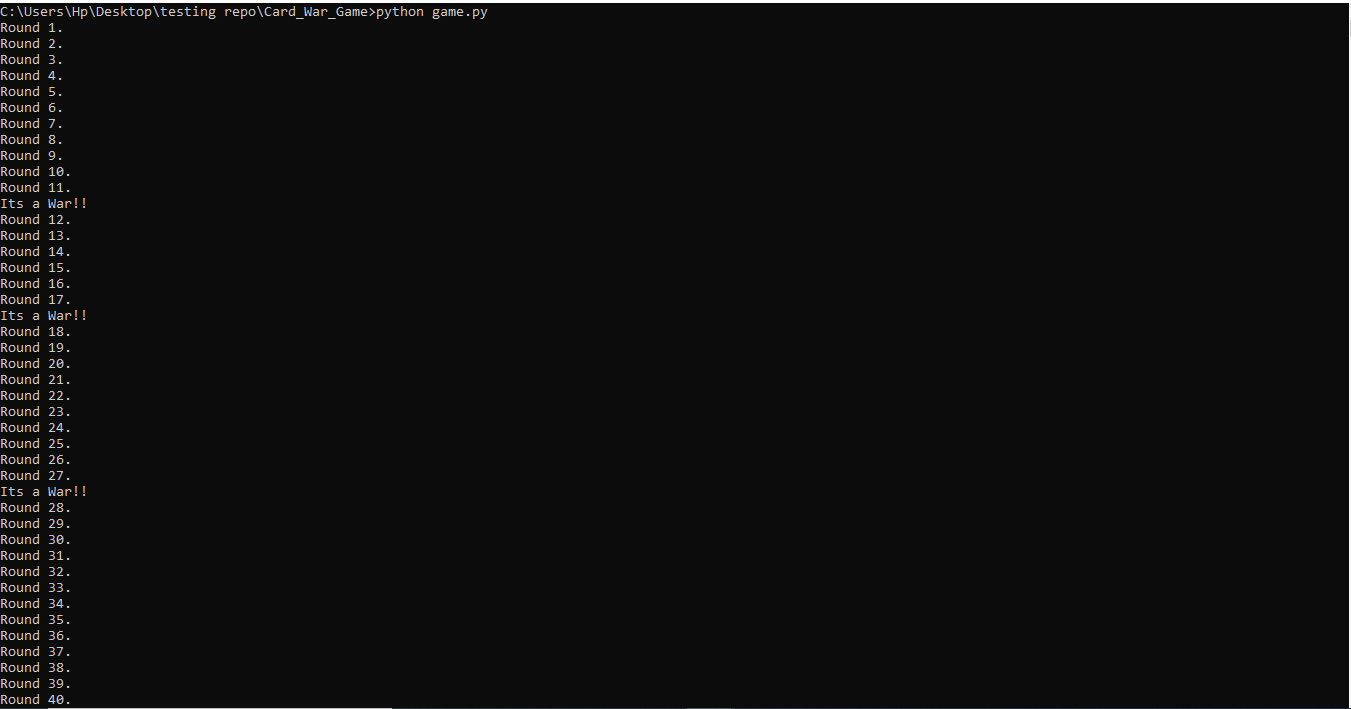 C:\Users\Hp\Desktop\testing repo\Card_War_Game>python game.py
Round 1.
Round 2.
Round 3.
Round 4.
Round 5.
Round 6.
Round 7.
Round 8.
Round 9.
Round 10.
Round 11.
Its a War!!
Round 12.
Round 13.
Round 14.
Round 15.
Round 16.
Round 17.
Its a War!!
Round 18.
Round 19.
Round 20.
Round 21.
Round 22.
Round 23.
Round 24.
Round 25.
Round 26.
Round 27.
Its a War!!
Round 28.
Round 29.
Round 30.
Round 31.
Round 32.
Round 33.
Round 34.
Round 35.
Round 36.
Round 37.
Round 38.
Round 39.
Round 40.